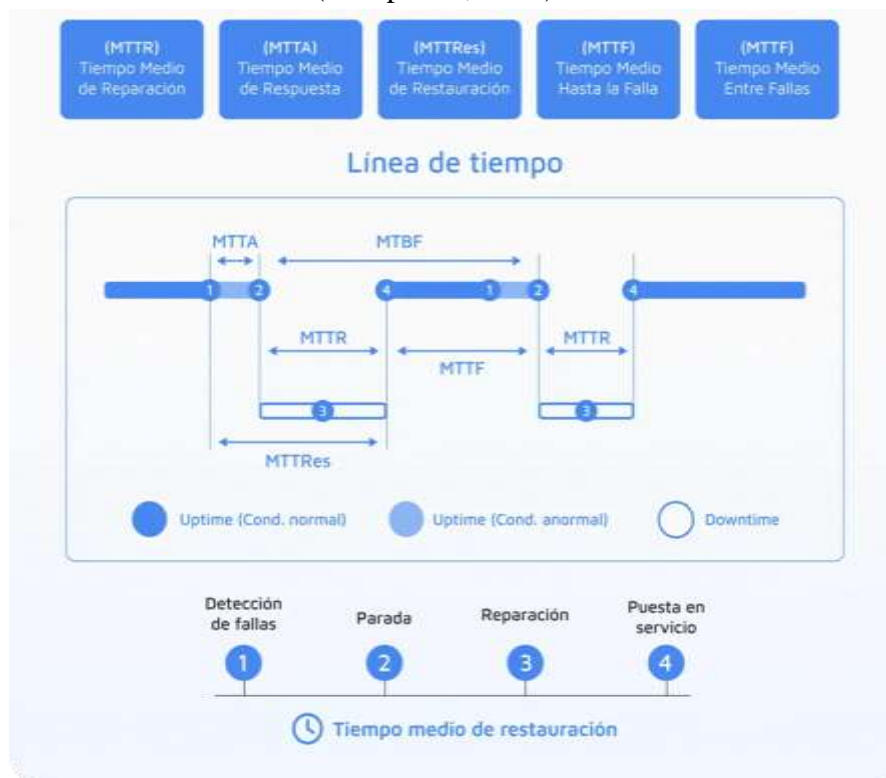 (MTTR)
Tiempo Medio
de Reparación
(MTTA)
Tiempo Medio
de Respuesta
(MTTRes)
Tiempo Medio
de Restauración
(MTTF)
Tiempo Medio
Hasta la Falla
(MTTF)
Tiempo Medio
Entre Fallas
Línea de tiempo
MTTA
MTBF
1
2
4
1
2
4
MTTR
MTTR
MTTF
3
3
MTTRes
Uptime (Cond. normal)
Uptime (Cond. anormal)
Downtime
Detección
de fallas
Parada
Reparación
Puesta en
servicio
1
2
3
4
Tiempo medio de restauración